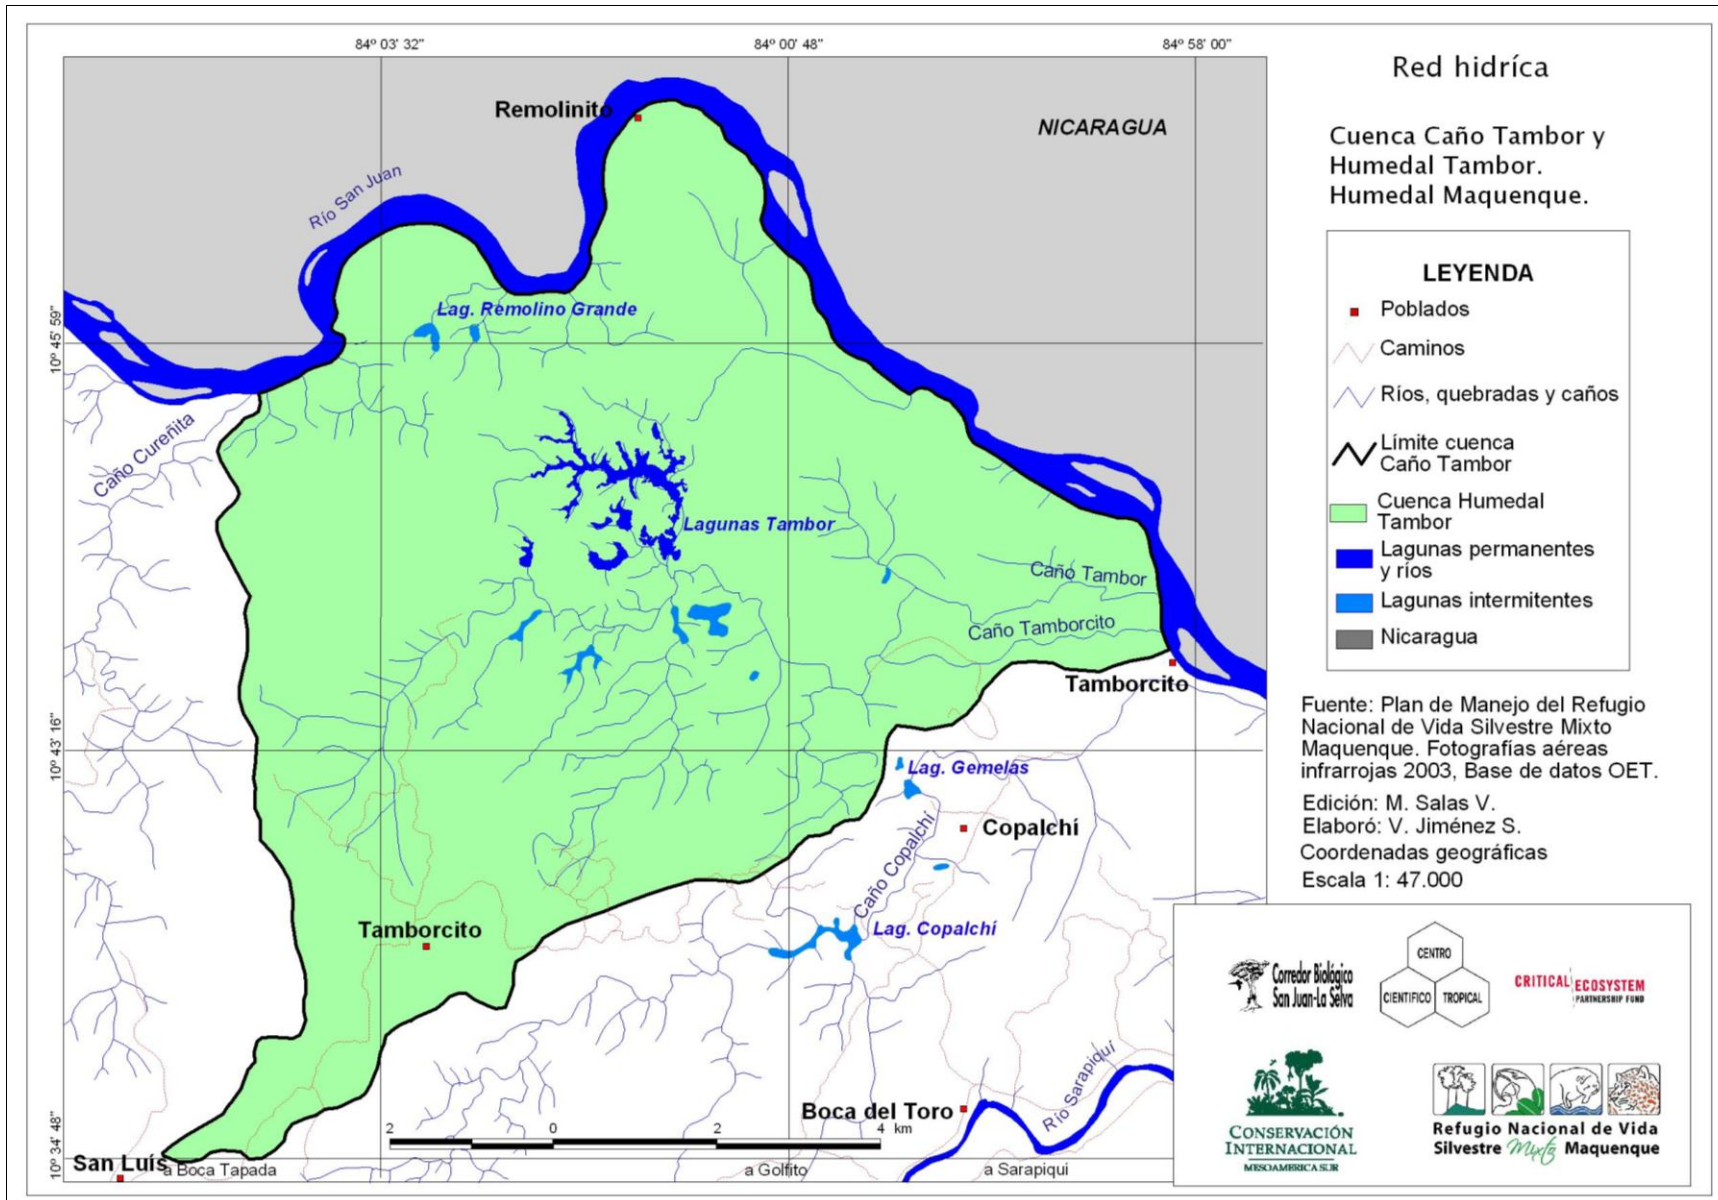 84º 03' 32"
84º 00' 48"
84º 58' 00"
Red hidríca
Remolinito
NICARAGUA
Cuenca Caño Tambor y
Humedal Tambor.
Humedal Maquenque.
Río San Juan
LEYENDA
Poblados
Caminos
Ríos, quebradas y caños
Límite cuenca
Caño Tambor
Cuenca Humedal
Tambor
Lagunas permanentes
y ríos
Lagunas intermitentes
Nicaragua
10º 45' 59"
Lag. Remolino Grande
Caño Cureñita
Lagunas Tambor
Caño Tambor
Caño Tamborcito
Tamborcito
10º 43' 16"
Lag. Gemelas
Copalchí
Caño Copalchí
Tamborcito
Lag. Copalchí
Fuente: Plan de Manejo del Refugio
Nacional de Vida Silvestre Mixto
Maquenque. Fotografías aéreas
infrarrojas 2003, Base de datos OET.
Edición: M. Salas V.
Elaboró: V. Jiménez S.
Coordenadas geográficas
Escala 1: 47.000
Boca del Toro
Río Sarapiquí
2 0 2 4 km
10º 34' 48"
San Luís
a Boca Tapada
a Golfito
a Sarapiqui
Corredor Biológico
San Juan-La Selva
CENTRO
CIENTIFICO TROPICAL
CRITICAL ECOSYSTEM
PARTNERSHIP FUND
CONSERVACIÓN
INTERNACIONAL
MESOAMERICA SUR
Refugio Nacional de Vida
Silvestre Mixto Maquenque